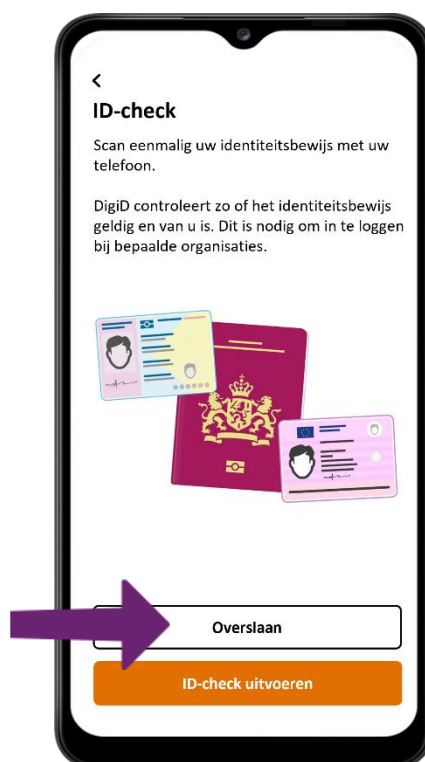 ID-check
Scan eenmalig uw identiteitsbewijs met uw
telefoon.
DigiD controleert zo of het identiteitsbewijs
geldig en van u is. Dit is nodig om in te loggen
bij bepaalde organisaties.
Overslaan
ID-check uitvoeren